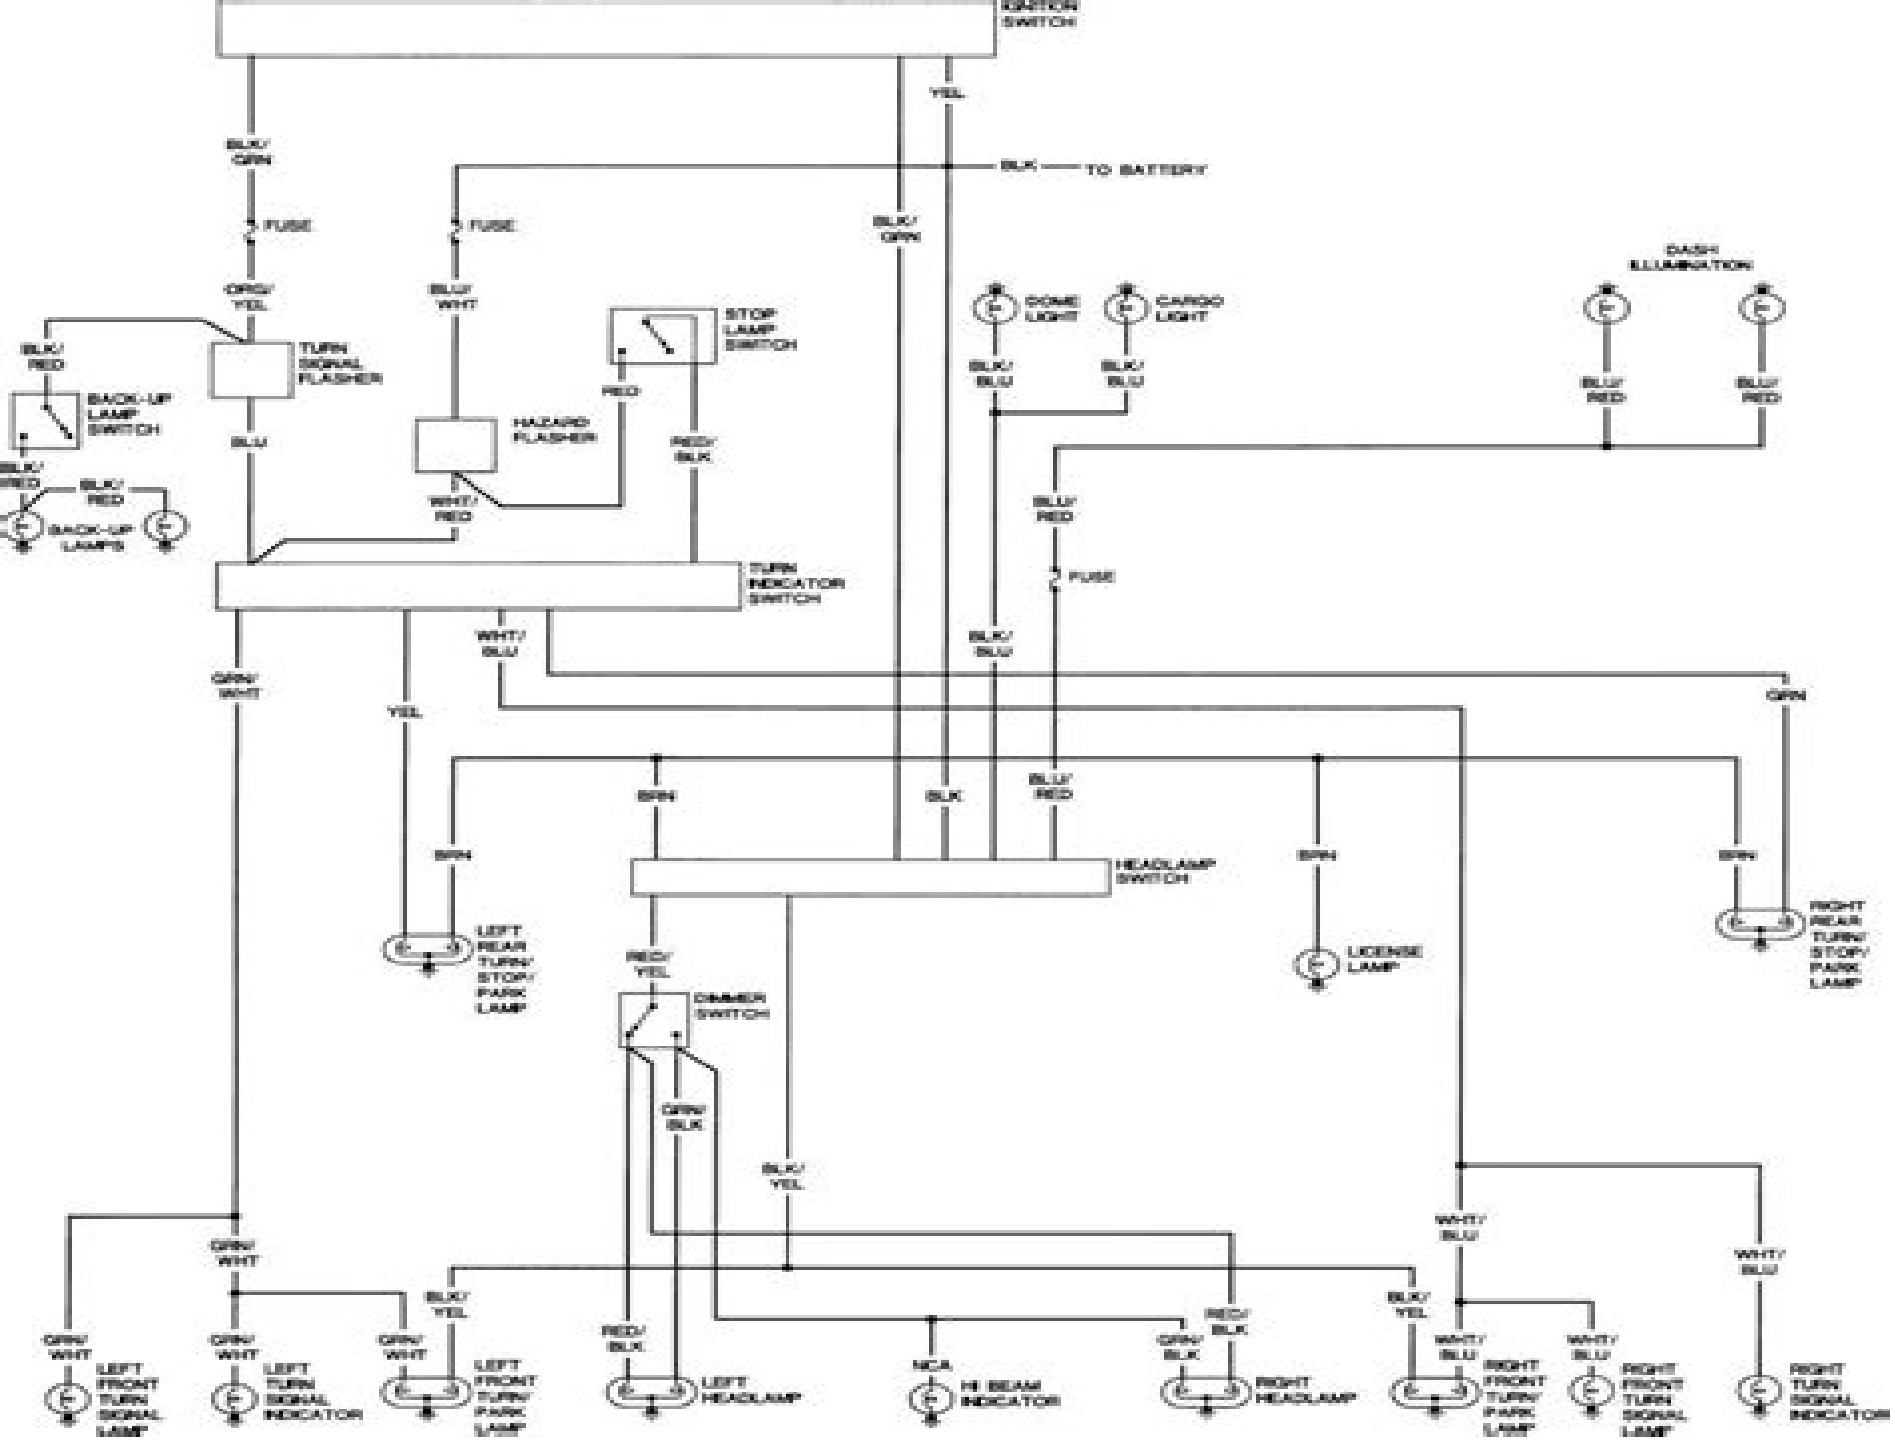 IGNITION
SWITCH
YEL
BLK/
GRN
BLK
TO BATTERY
FUSE
FUSE
BLK/
GRN
DASH
ILLUMINATION
ORG/
YEL
BLU/
WHT
STOP
LAMP
SWITCH
DOME
LIGHT
CARGO
LIGHT
BLK/
RED
TURN
SIGNAL
FLASHER
BLK/
BLU
BLK/
BLU
BLU/
RED
BLU/
RED
RED
BACK-UP
LAMP
SWITCH
BLU
HAZARD
FLASHER
RED/
BLK
BLK/
RED
BLK/
RED
WHT/
RED
BLU/
RED
BACK-UP
LAMPS
TURN
INDICATOR
SWITCH
FUSE
WHT/
BLU
BLK/
BLU
GRN/
WHT
YEL
GRN
BRN
BLK
BLU/
RED
BRN
BRN
BRN
HEADLAMP
SWITCH
LEFT
REAR
TURN/
STOP/
PARK
LAMP
RED/
YEL
LICENSE
LAMP
RIGHT
REAR
TURN/
STOP/
PARK
LAMP
DIMMER
SWITCH
GRN/
BLK
BLK/
YEL
GRN/
WHT
WHT/
BLU
WHT/
BLU
BLK/
YEL
BLK/
YEL
GRN/
WHT
GRN/
WHT
GRN/
WHT
RED/
BLK
GRN/
BLK
RED/
BLK
WHT/
BLU
WHT/
BLU
NCA
LEFT
FRONT
TURN
SIGNAL
LAMP
LEFT
TURN
SIGNAL
INDICATOR
LEFT
FRONT
TURN/
PARK
LAMP
LEFT
HEADLAMP
HI BEAM
INDICATOR
RIGHT
HEADLAMP
RIGHT
FRONT
TURN/
PARK
LAMP
RIGHT
FRONT
TURN
SIGNAL
LAMP
RIGHT
TURN
SIGNAL
INDICATOR